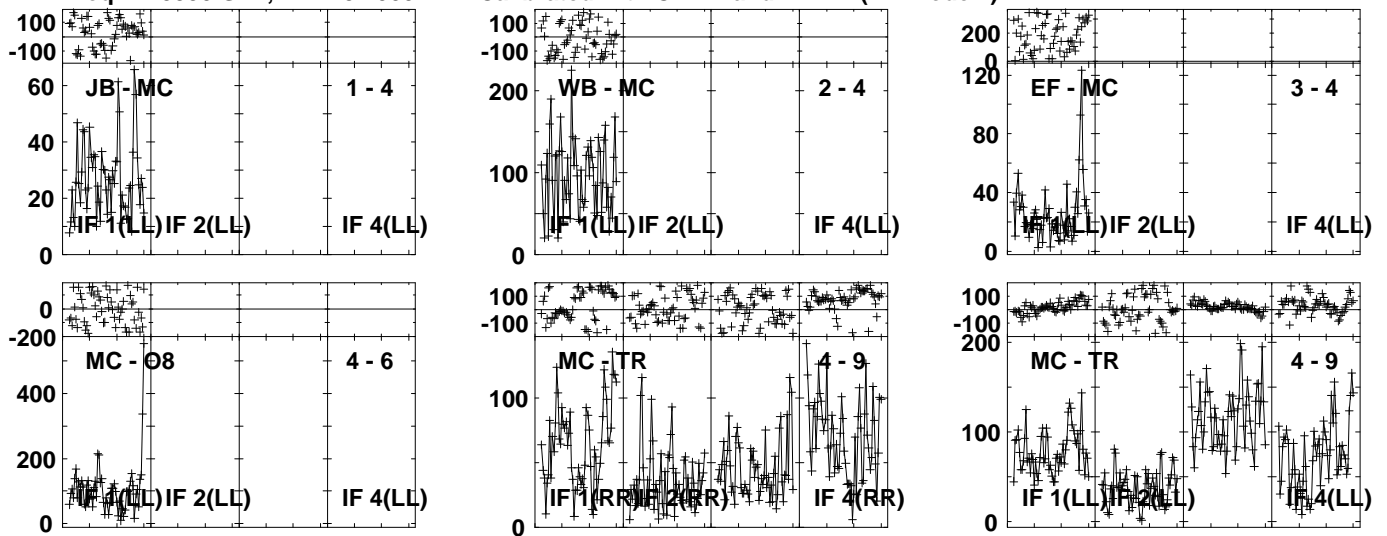 100
-100
60
JB - MC 1 - 4
40
20
IF 1(LL) IF 2(LL) IF 4(LL)
0
100
-100
200
WB - MC 2 - 4
100
IF 1(LL) IF 2(LL) IF 4(LL)
0
200
0
120
EF - MC 3 - 4
80
40
IF 1(LL) IF 2(LL) IF 4(LL)
0
0
-200
MC - O8 4 - 6
400
200
100
IF 1(LL) IF 2(LL) IF 4(LL)
0
100
-100
MC - TR 4 - 9
100
IF 1(RR) IF 2(RR) IF 4(RR)
0
100
-100
200
MC - TR 4 - 9
150
100
50
IF 1(LL) IF 2(LL) IF 4(LL)
0